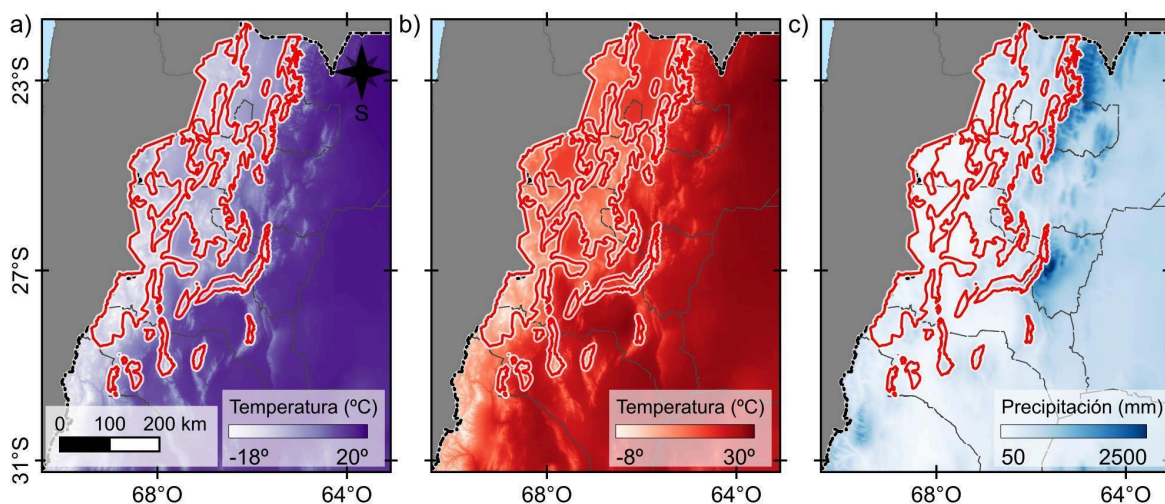 a)
b)
c)
23°S
27°S
31°S
S
0 100 200 km
Temperatura (ºC)
-18º 20º
Temperatura (ºC)
-8º 30º
Precipitación (mm)
50 2500
68°O 64°O
68°O 64°O
68°O 64°O